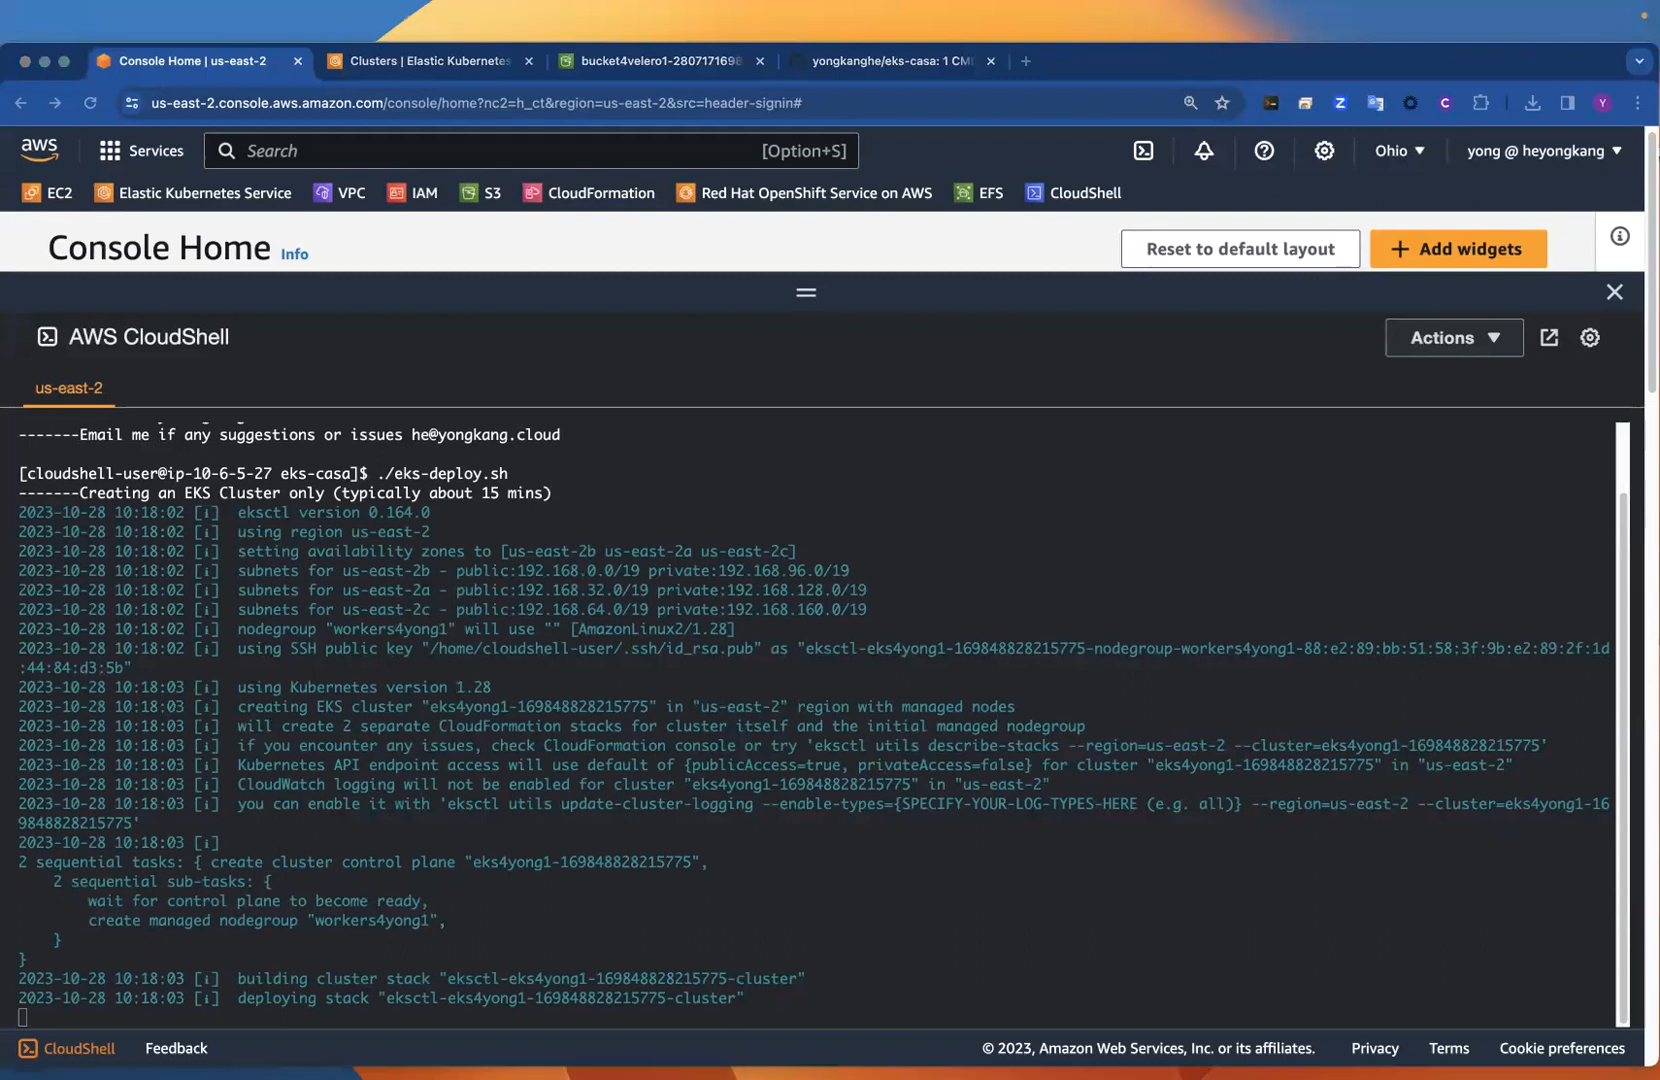 Console Home | us-east-2
Clusters | Elastic Kubernetes
bucket4velero1-2807171698
yongkanghe/eks-casa: 1 CM
us-east-2.console.aws.amazon.com/console/home?nc2=h_ct&region=us-east-2&src=header-signin#
Z
C
Y
aws
Services
Search
[Option+S]
Ohio
yong @ heyongkang
EC2
Elastic Kubernetes Service
VPC
IAM
S3
CloudFormation
Red Hat OpenShift Service on AWS
EFS
CloudShell
Console Home
Info
Reset to default layout
Add widgets
AWS CloudShell
Actions
us-east-2
-------Email me if any suggestions or issues he@yongkang.cloud
[cloudshell-user@ip-10-6-5-27 eks-casa]$ ./eks-deploy.sh
-------Creating an EKS Cluster only (typically about 15 mins)
2023-10-28 10:18:02 [ℹ]  eksctl version 0.164.0
2023-10-28 10:18:02 [ℹ]  using region us-east-2
2023-10-28 10:18:02 [ℹ]  setting availability zones to [us-east-2b us-east-2a us-east-2c]
2023-10-28 10:18:02 [ℹ]  subnets for us-east-2b - public:192.168.0.0/19 private:192.168.96.0/19
2023-10-28 10:18:02 [ℹ]  subnets for us-east-2a - public:192.168.32.0/19 private:192.168.128.0/19
2023-10-28 10:18:02 [ℹ]  subnets for us-east-2c - public:192.168.64.0/19 private:192.168.160.0/19
2023-10-28 10:18:02 [ℹ]  nodegroup "workers4yong1" will use "" [AmazonLinux2/1.28]
2023-10-28 10:18:02 [ℹ]  using SSH public key "/home/cloudshell-user/.ssh/id_rsa.pub" as "eksctl-eks4yong1-169848828215775-nodegroup-workers4yong1-88:e2:89:bb:51:58:3f:9b:e2:89:2f:1d
:44:84:d3:5b"
2023-10-28 10:18:03 [ℹ]  using Kubernetes version 1.28
2023-10-28 10:18:03 [ℹ]  creating EKS cluster "eks4yong1-169848828215775" in "us-east-2" region with managed nodes
2023-10-28 10:18:03 [ℹ]  will create 2 separate CloudFormation stacks for cluster itself and the initial managed nodegroup
2023-10-28 10:18:03 [ℹ]  if you encounter any issues, check CloudFormation console or try 'eksctl utils describe-stacks --region=us-east-2 --cluster=eks4yong1-169848828215775'
2023-10-28 10:18:03 [ℹ]  Kubernetes API endpoint access will use default of {publicAccess=true, privateAccess=false} for cluster "eks4yong1-169848828215775" in "us-east-2"
2023-10-28 10:18:03 [ℹ]  CloudWatch logging will not be enabled for cluster "eks4yong1-169848828215775" in "us-east-2"
2023-10-28 10:18:03 [ℹ]  you can enable it with 'eksctl utils update-cluster-logging --enable-types={SPECIFY-YOUR-LOG-TYPES-HERE (e.g. all)} --region=us-east-2 --cluster=eks4yong1-16
9848828215775'
2023-10-28 10:18:03 [ℹ]
2 sequential tasks: { create cluster control plane "eks4yong1-169848828215775",
    2 sequential sub-tasks: {
        wait for control plane to become ready,
        create managed nodegroup "workers4yong1",
    }
}
2023-10-28 10:18:03 [ℹ]  building cluster stack "eksctl-eks4yong1-169848828215775-cluster"
2023-10-28 10:18:03 [ℹ]  deploying stack "eksctl-eks4yong1-169848828215775-cluster"
CloudShell
Feedback
© 2023, Amazon Web Services, Inc. or its affiliates.
Privacy
Terms
Cookie preferences